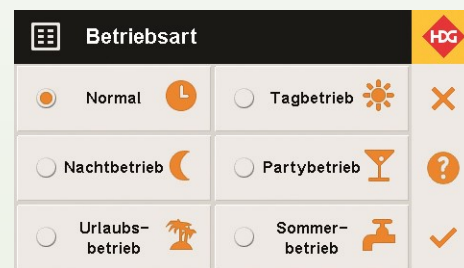 Betriebsart
HDG
Normal
Tagbetrieb
Nachtbetrieb
Partybetrieb
Urlaubs-
betrieb
Sommer-
betrieb